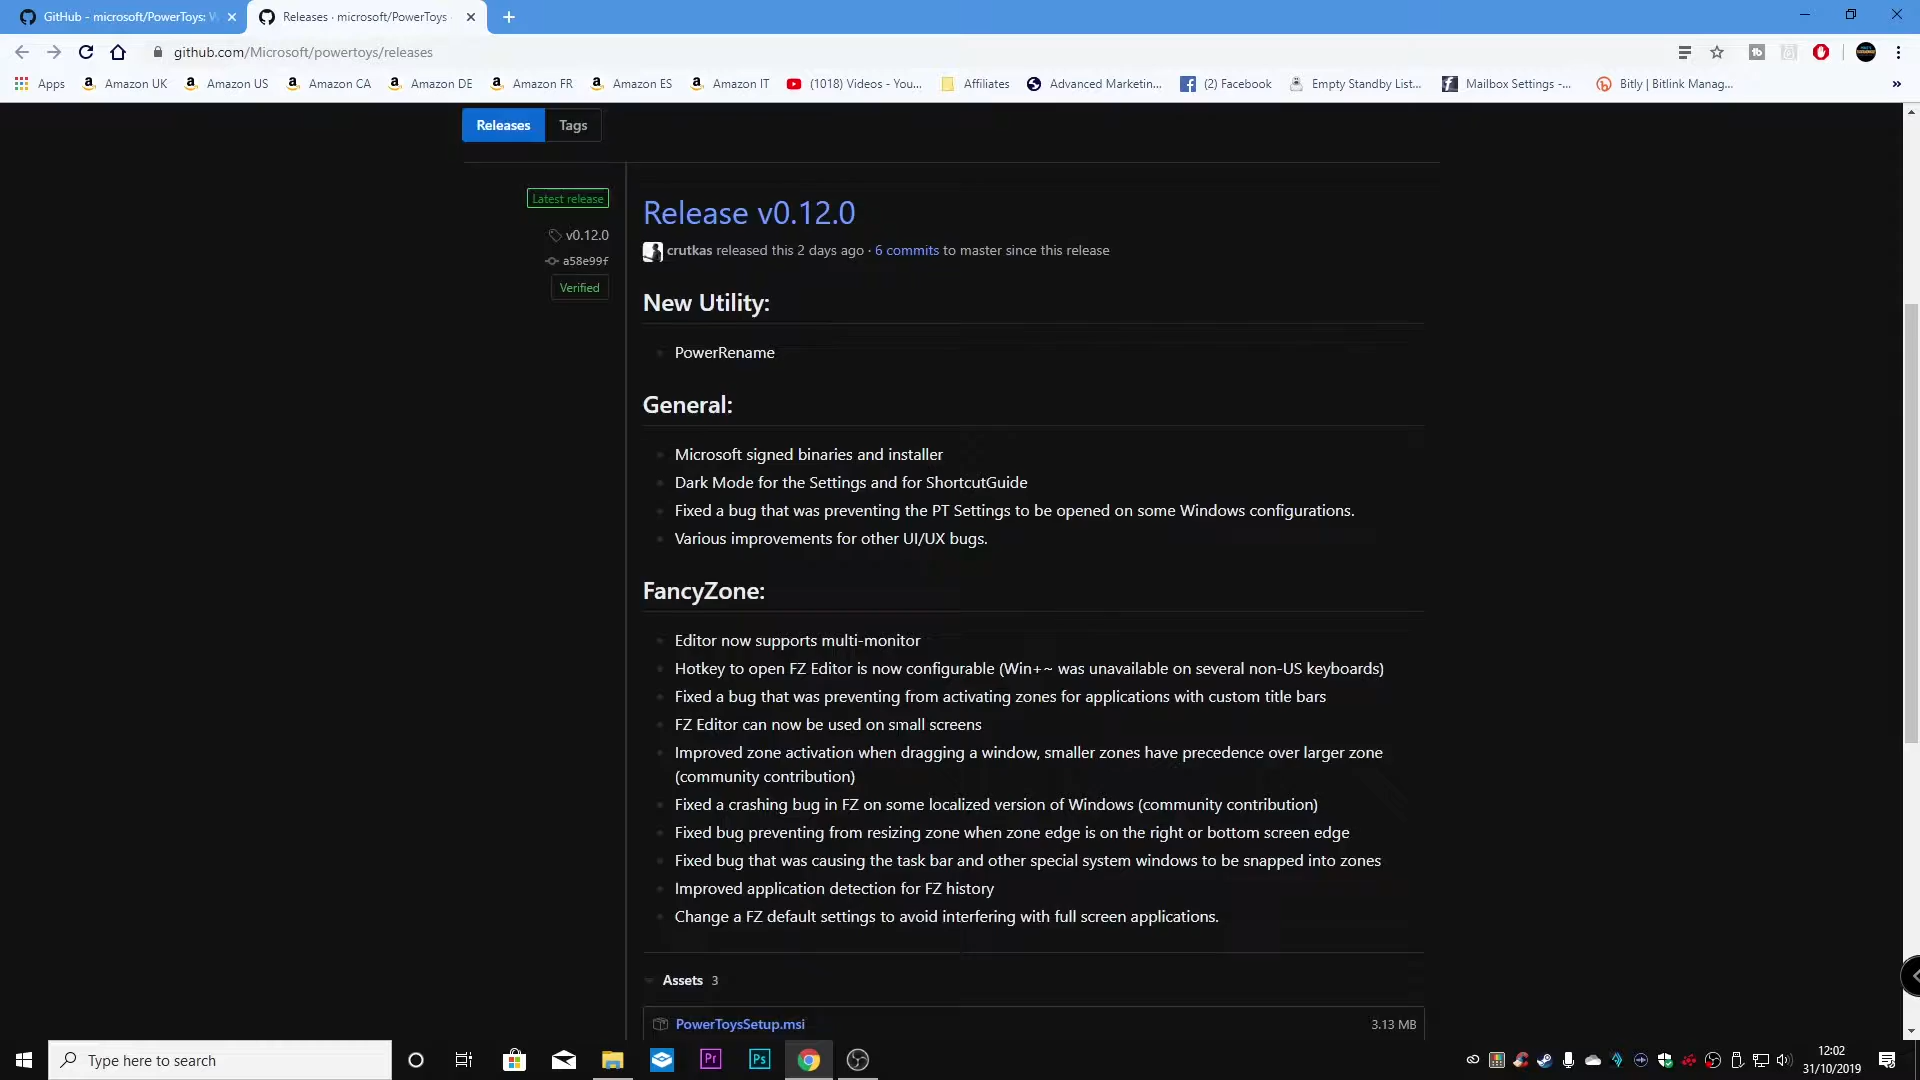 GitHub - microsoft/PowerToys: W
Releases · microsoft/PowerToys
github.com/Microsoft/powertoys/releases
Apps
Amazon UK
Amazon US
Amazon CA
Amazon DE
Amazon FR
Amazon ES
Amazon IT
(1018) Videos - You...
Affiliates
Advanced Marketin...
(2) Facebook
Empty Standby List...
Mailbox Settings -...
Bitly | Bitlink Manag...
»
Releases
Tags
Latest release
v0.12.0
a58e99f
Verified
Release v0.12.0
crutkas released this 2 days ago · 6 commits to master since this release
New Utility:
PowerRename
General:
Microsoft signed binaries and installer
Dark Mode for the Settings and for ShortcutGuide
Fixed a bug that was preventing the PT Settings to be opened on some Windows configurations.
Various improvements for other UI/UX bugs.
FancyZone:
Editor now supports multi-monitor
Hotkey to open FZ Editor is now configurable (Win+~ was unavailable on several non-US keyboards)
Fixed a bug that was preventing from activating zones for applications with custom title bars
FZ Editor can now be used on small screens
Improved zone activation when dragging a window, smaller zones have precedence over larger zone
(community contribution)
Fixed a crashing bug in FZ on some localized version of Windows (community contribution)
Fixed bug preventing from resizing zone when zone edge is on the right or bottom screen edge
Fixed bug that was causing the task bar and other special system windows to be snapped into zones
Improved application detection for FZ history
Change a FZ default settings to avoid interfering with full screen applications.
Assets 3
PowerToysSetup.msi
3.13 MB
Type here to search
Pr
Ps
12:02
31/10/2019